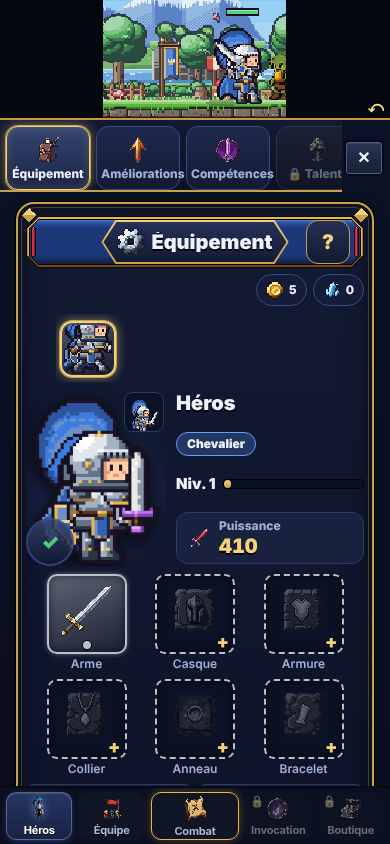 Équipement
Améliorations
Compétences
Talent
Équipement
?
5
0
Héros
Chevalier
Niv. 1
Puissance
410
Arme
Casque
Armure
Collier
Anneau
Bracelet
Héros
Équipe
Combat
Invocation
Boutique